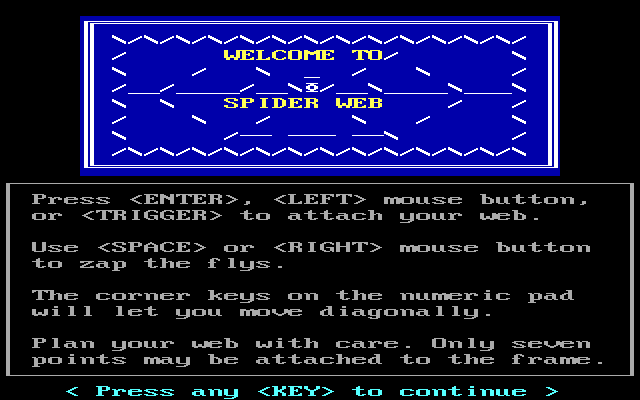 WELCOME TO
SPIDER WEB
Press <ENTER>, <LEFT> mouse button,
or <TRIGGER> to attach your web.
Use <SPACE> or <RIGHT> mouse button
to zap the flys.
The corner keys on the numeric pad
will let you move diagonally.
Plan your web with care. Only seven
points may be attached to the frame.
< Press any <KEY> to continue >